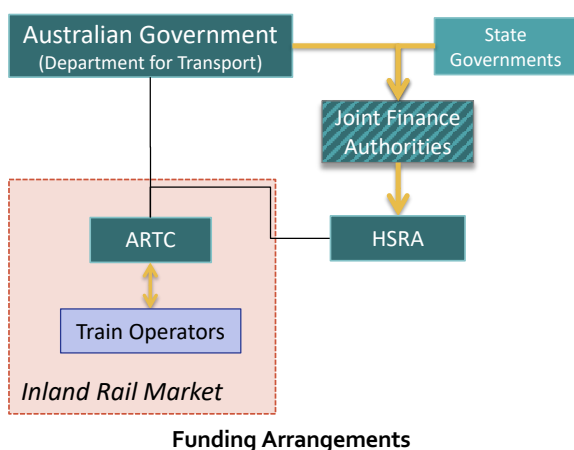 Australian Government
(Department for Transport)
State
Governments
Joint Finance
Authorities
ARTC
HSRA
Train Operators
Inland Rail Market
Funding Arrangements